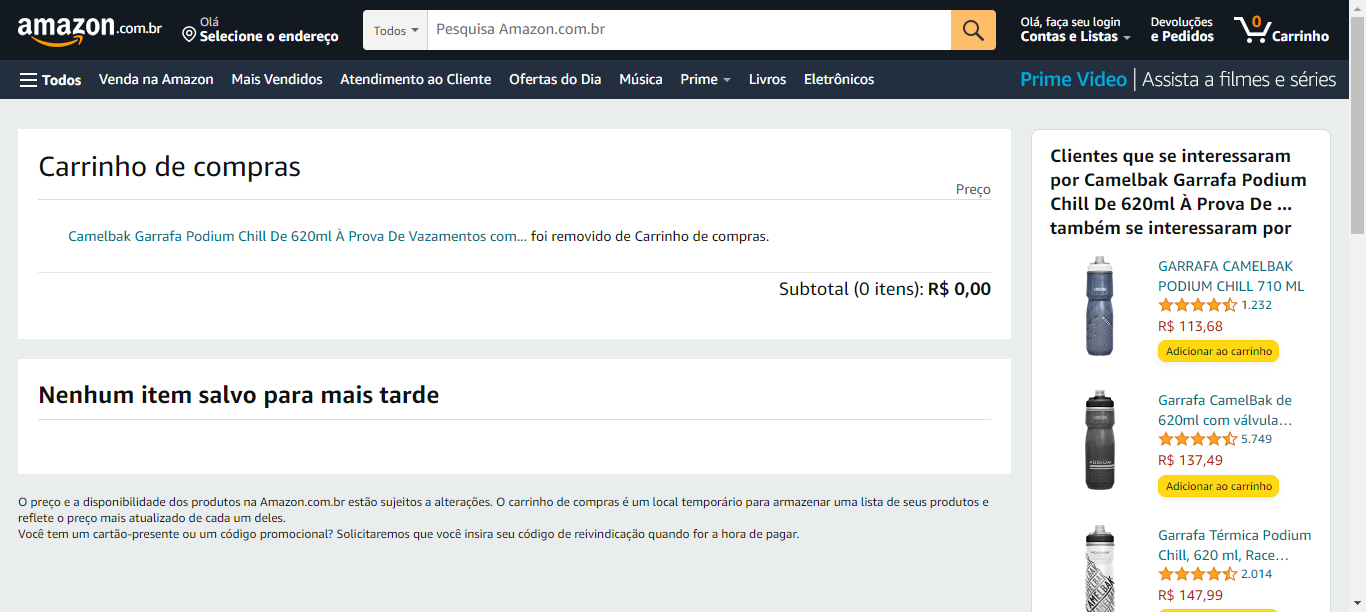 amazon.com.br
Olá
Selecione o endereço
Todos
Pesquisa Amazon.com.br
Olá, faça seu login
Contas e Listas
Devoluções
e Pedidos
0
Carrinho
Todos
Venda na Amazon
Mais Vendidos
Atendimento ao Cliente
Ofertas do Dia
Música
Prime
Livros
Eletrônicos
Prime Video | Assista a filmes e séries
Carrinho de compras
Preço
Camelbak Garrafa Podium Chill De 620ml À Prova De Vazamentos com... foi removido de Carrinho de compras.
Subtotal (0 itens): R$ 0,00
Nenhum item salvo para mais tarde
O preço e a disponibilidade dos produtos na Amazon.com.br estão sujeitos a alterações. O carrinho de compras é um local temporário para armazenar uma lista de seus produtos e
reflete o preço mais atualizado de cada um deles.
Você tem um cartão-presente ou um código promocional? Solicitaremos que você insira seu código de reivindicação quando for a hora de pagar.
Clientes que se interessaram
por Camelbak Garrafa Podium
Chill De 620ml À Prova De ...
também se interessaram por
GARRAFA CAMELBAK
PODIUM CHILL 710 ML
1.232
R$ 113,68
Adicionar ao carrinho
Garrafa CamelBak de
620ml com válvula...
5.749
R$ 137,49
Adicionar ao carrinho
PODIUM
Garrafa Térmica Podium
Chill, 620 ml, Race...
2.014
R$ 147,99
CAMELBAK